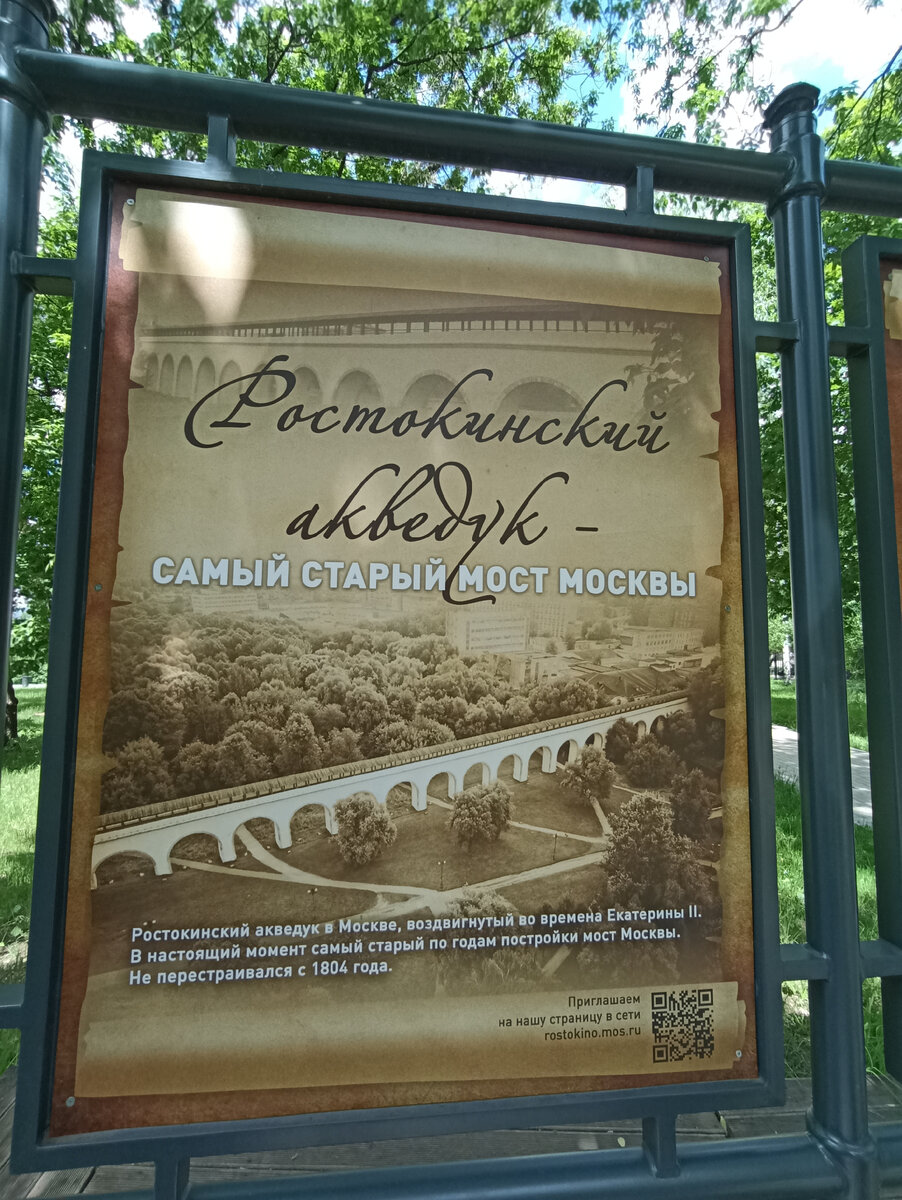 Ростокинский
акведук –
САМЫЙ СТАРЫЙ МОСТ МОСКВЫ
Ростокинский акведук в Москве, воздвигнутый во времена Екатерины II.
В настоящий момент самый старый по годам постройки мост Москвы.
Не перестраивался с 1804 года.
Приглашаем
на нашу страницу в сети
rostokino.mos.ru